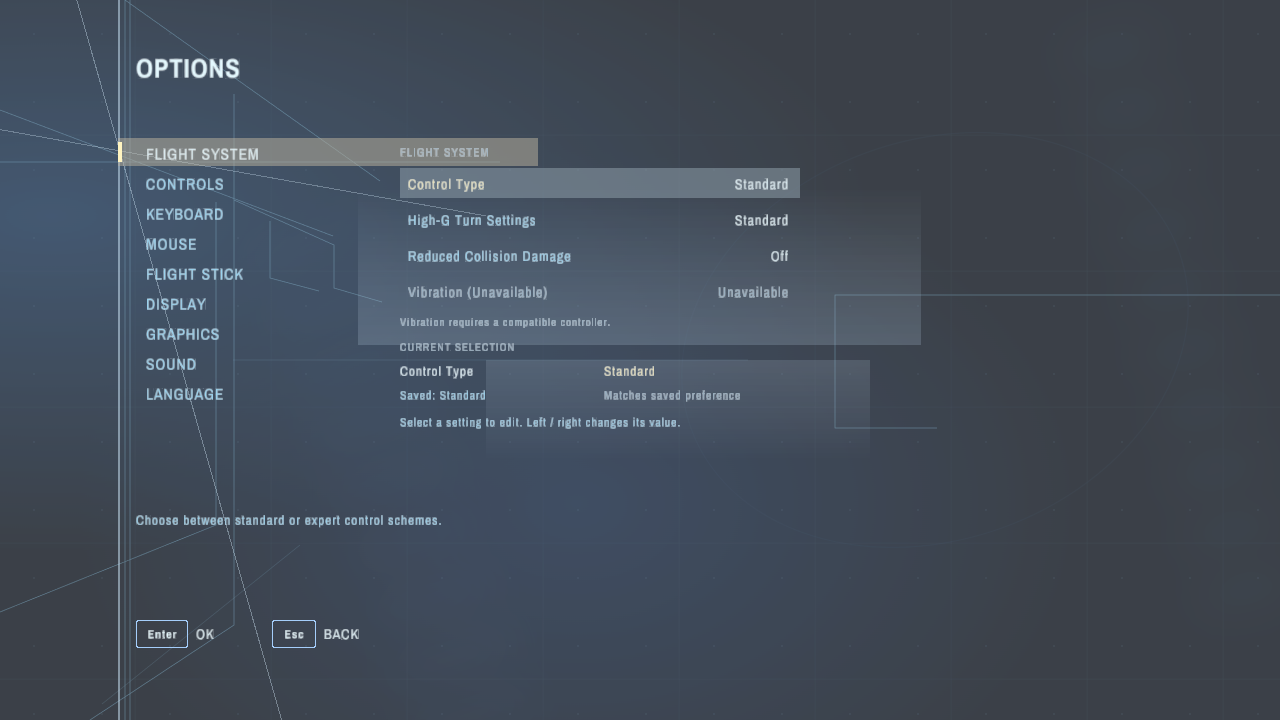 OPTIONS
FLIGHT SYSTEM
CONTROLS
KEYBOARD
MOUSE
FLIGHT STICK
DISPLAY
GRAPHICS
SOUND
LANGUAGE
FLIGHT SYSTEM
Control Type Standard
High-G Turn Settings Standard
Reduced Collision Damage Off
Vibration (Unavailable) Unavailable
Vibration requires a compatible controller.
CURRENT SELECTION
Control Type Standard
Saved: Standard Matches saved preference
Select a setting to edit. Left / right changes its value.
Choose between standard or expert control schemes.
Enter OK Esc BACK